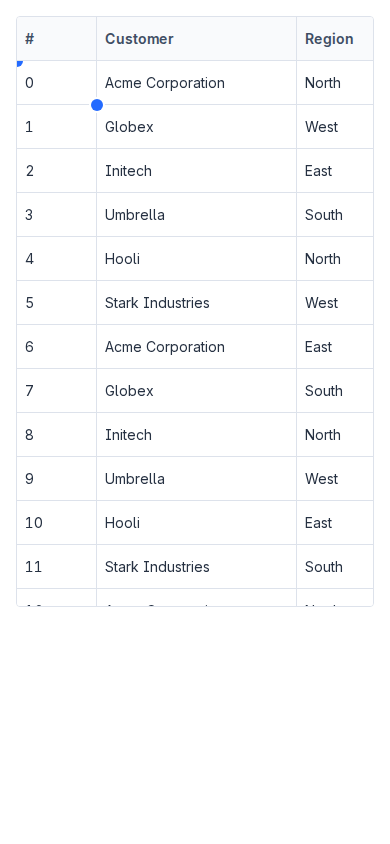 # Customer Region
0 Acme Corporation North
1 Globex West
2 Initech East
3 Umbrella South
4 Hooli North
5 Stark Industries West
6 Acme Corporation East
7 Globex South
8 Initech North
9 Umbrella West
10 Hooli East
11 Stark Industries South